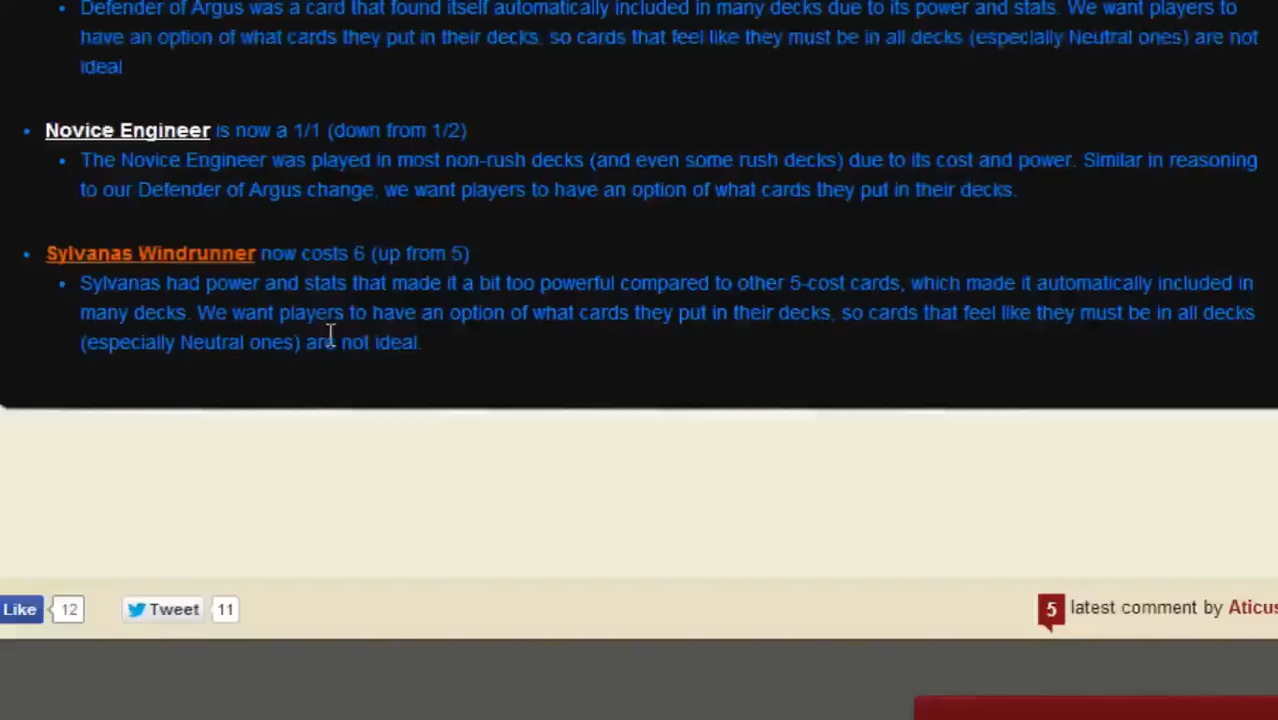 Defender of Argus was a card that found itself automatically included in many decks due to its power and stats. We want players to
have an option of what cards they put in their decks, so cards that feel like they must be in all decks (especially Neutral ones) are not
ideal
Novice Engineer is now a 1/1 (down from 1/2)
The Novice Engineer was played in most non-rush decks (and even some rush decks) due to its cost and power. Similar in reasoning
to our Defender of Argus change, we want players to have an option of what cards they put in their decks.
Sylvanas Windrunner now costs 6 (up from 5)
Sylvanas had power and stats that made it a bit too powerful compared to other 5-cost cards, which made it automatically included in
many decks. We want players to have an option of what cards they put in their decks, so cards that feel like they must be in all decks
(especially Neutral ones) are not ideal.
Like 12 Tweet 11 5 latest comment by Aticus